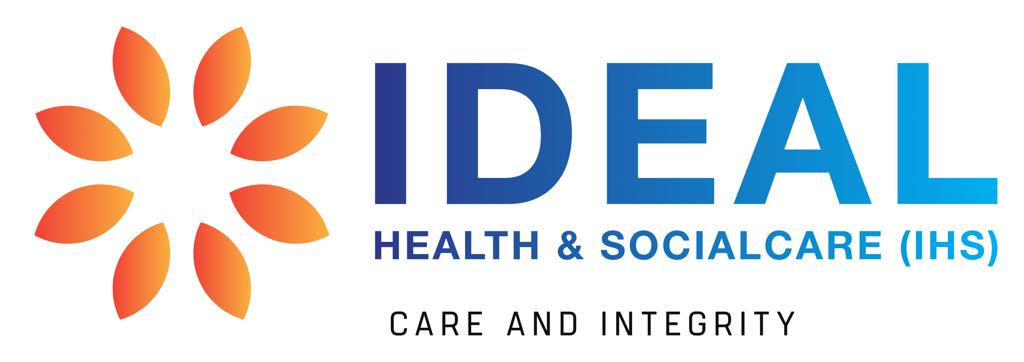 IDEAL
HEALTH & SOCIALCARE (IHS)
CARE AND INTEGRITY